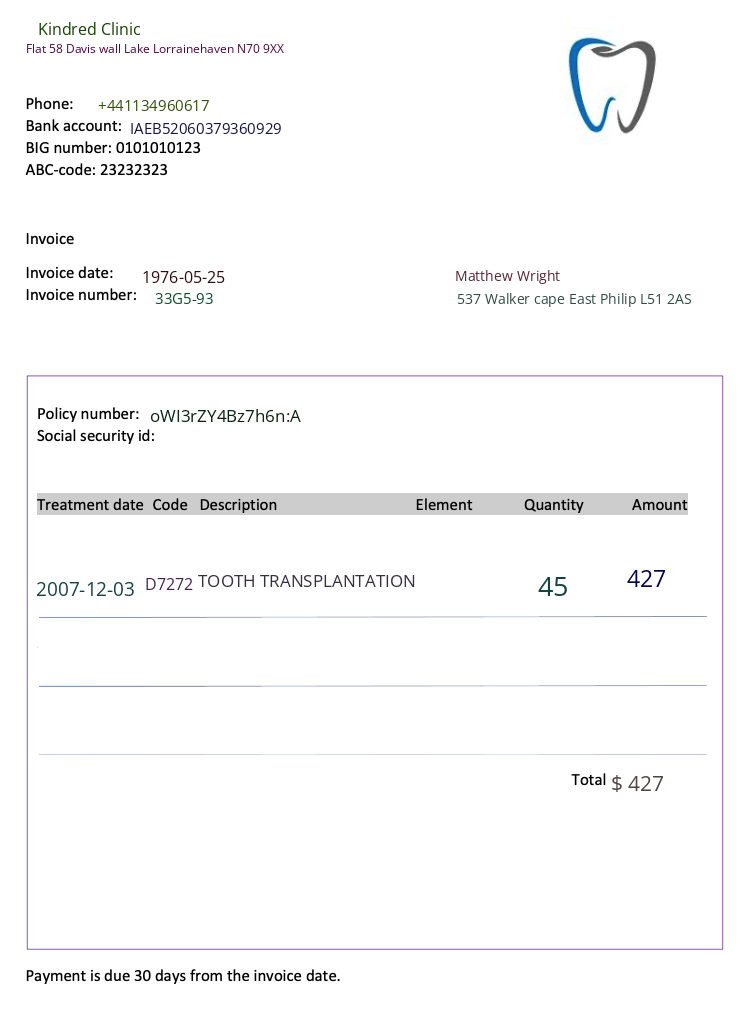 Kindred Clinic
Flat 58 Davis wall Lake Lorrainehaven N70 9XX
Phone: +441134960617
Bank account: IAEB52060379360929
BIG number: 0101010123
ABC-code: 23232323
Invoice
Invoice date: 1976-05-25
Invoice number: 33G5-93
Matthew Wright
537 Walker cape East Philip L51 2AS
Policy number: oWI3rZY4Bz7h6n:A
Social security id:
Treatment date Code Description Element Quantity Amount
2007-12-03 D7272 TOOTH TRANSPLANTATION 45 427
Total $ 427
Payment is due 30 days from the invoice date.